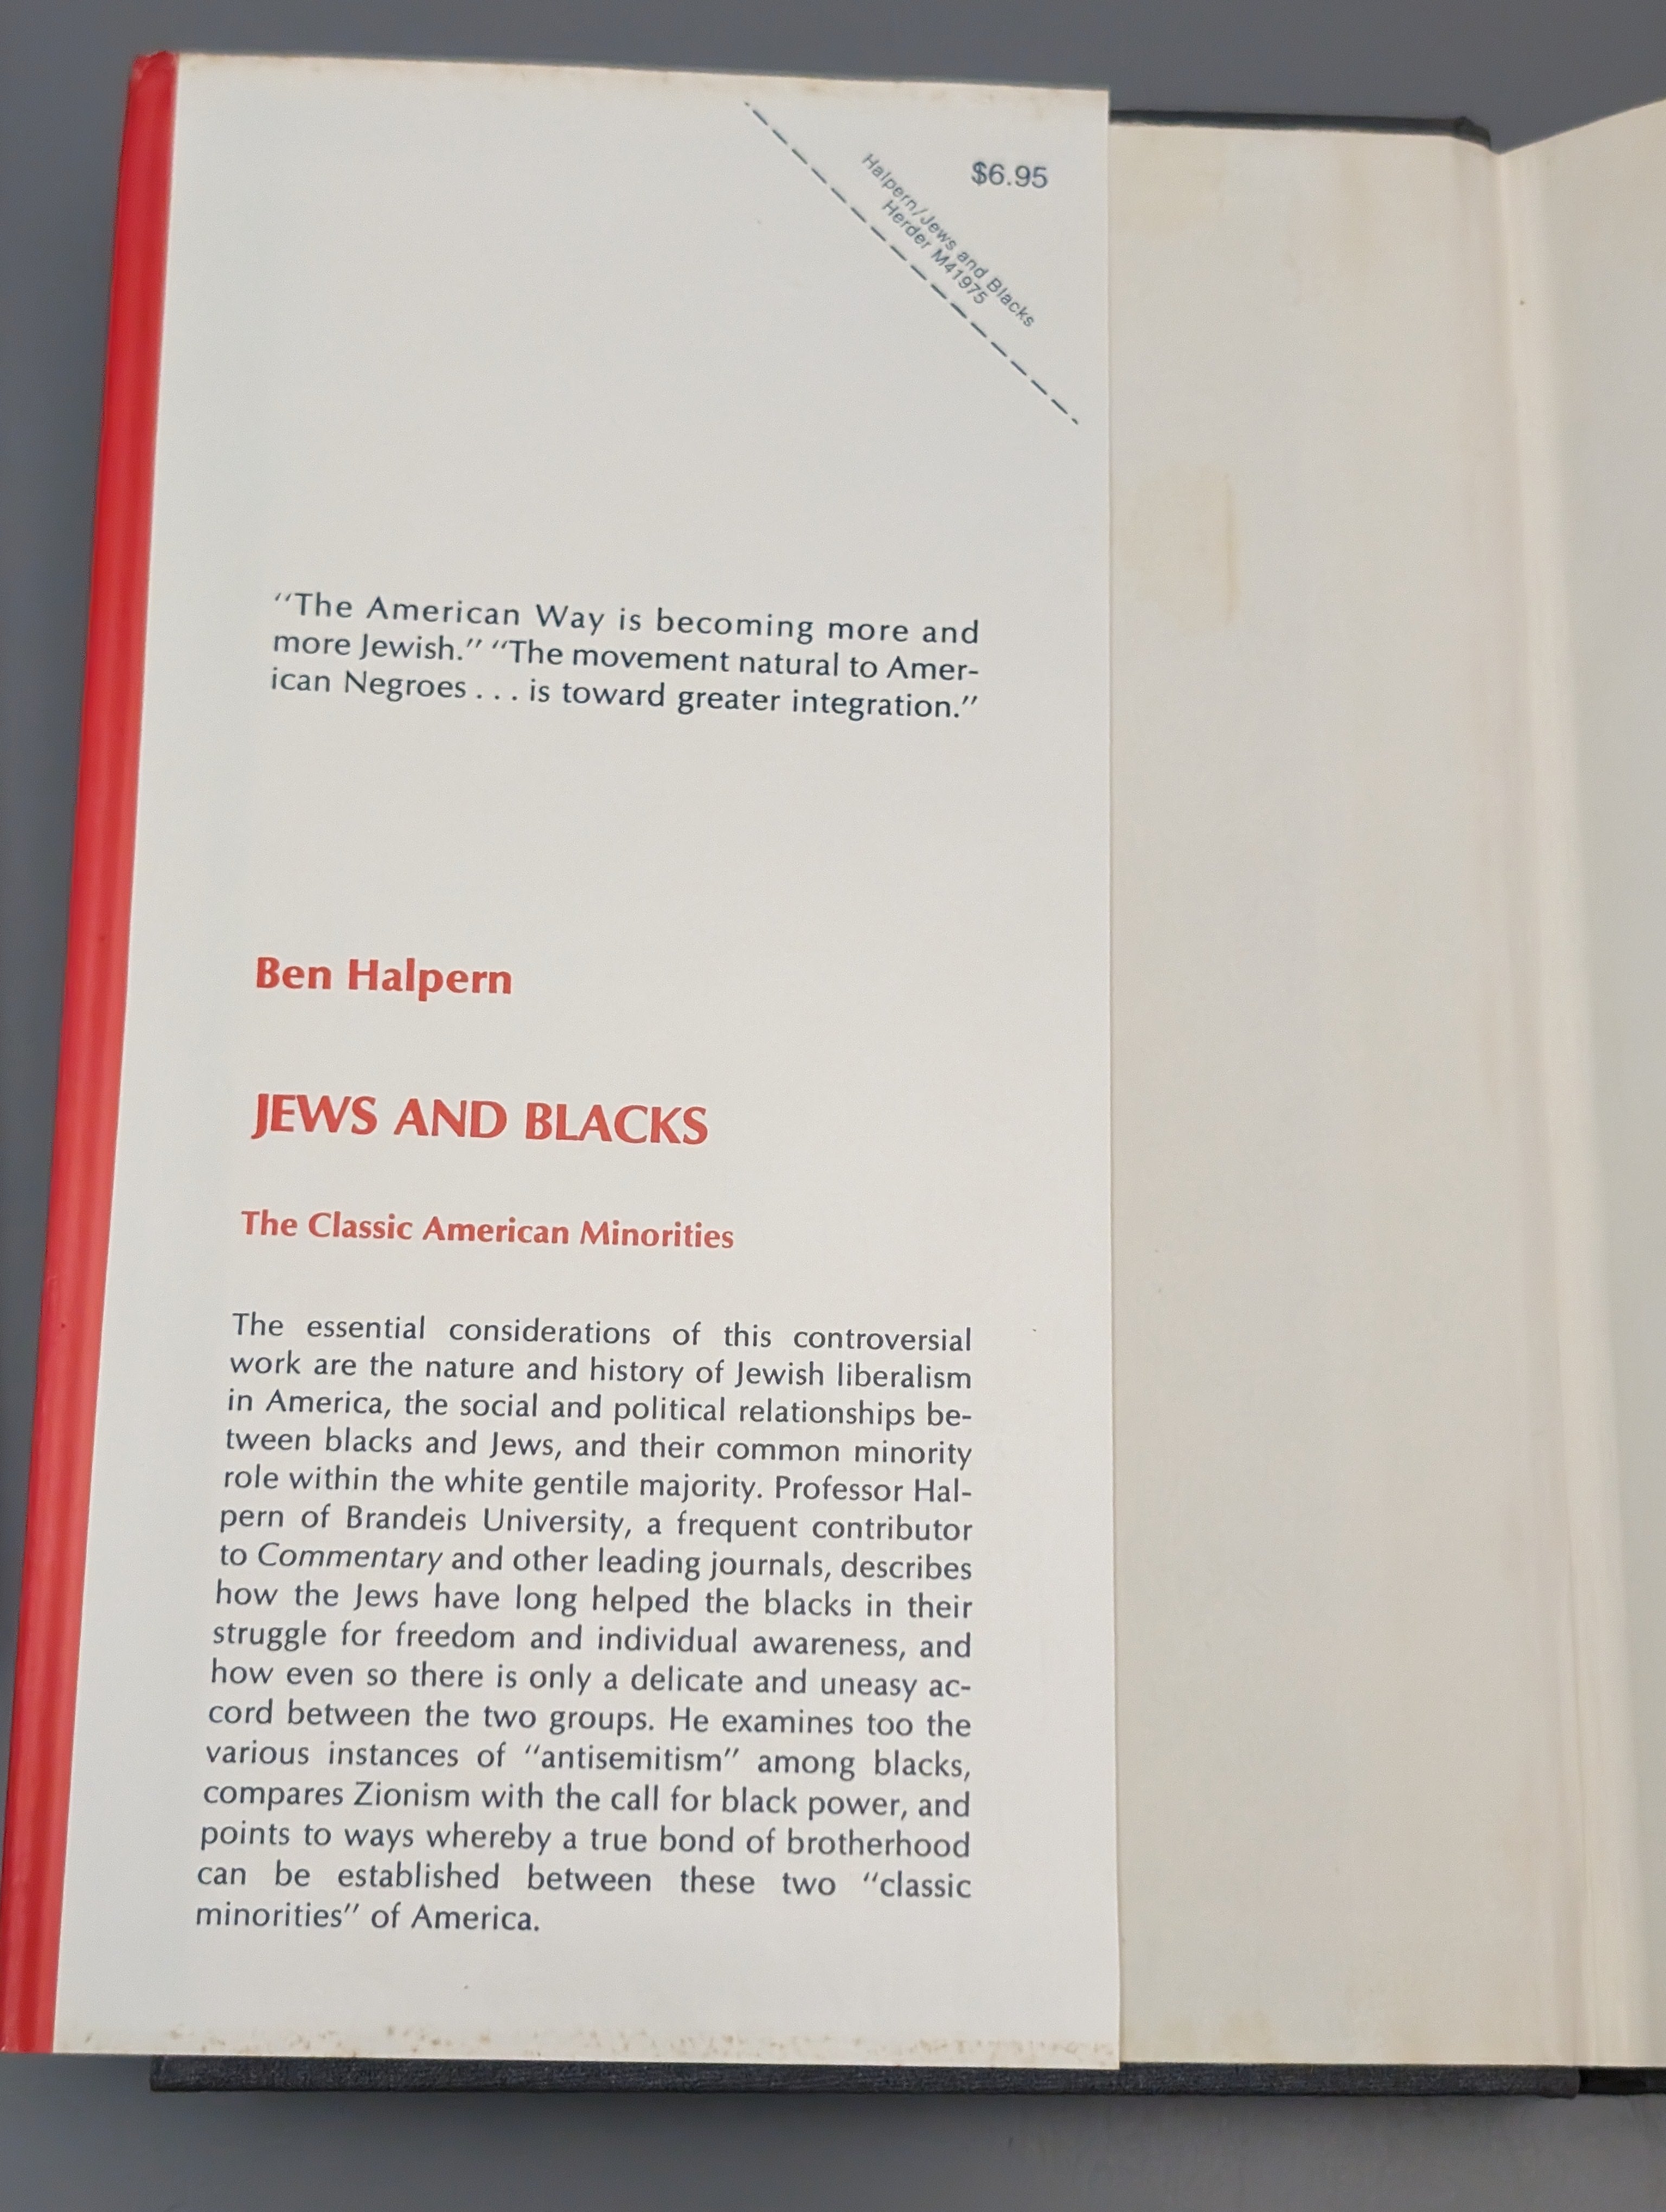 $6.95
Halpern/Jews and Blacks
Herder M41975
"The American Way is becoming more and
more Jewish." "The movement natural to Amer-
ican Negroes . . . is toward greater integration."
Ben Halpern
JEWS AND BLACKS
The Classic American Minorities
The essential considerations of this controversial
work are the nature and history of Jewish liberalism
in America, the social and political relationships be-
tween blacks and Jews, and their common minority
role within the white gentile majority. Professor Hal-
pern of Brandeis University, a frequent contributor
to Commentary and other leading journals, describes
how the Jews have long helped the blacks in their
struggle for freedom and individual awareness, and
how even so there is only a delicate and uneasy ac-
cord between the two groups. He examines too the
various instances of "antisemitism" among blacks,
compares Zionism with the call for black power, and
points to ways whereby a true bond of brotherhood
can be established between these two "classic
minorities" of America.